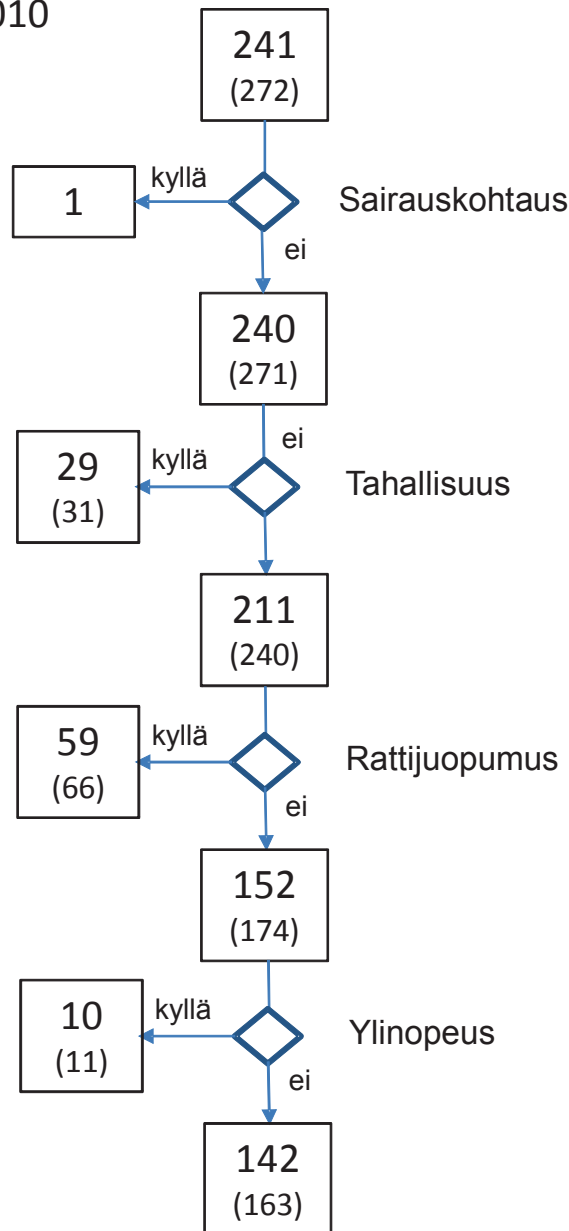 010
241
(272)
kyllä
1
Sairauskohtaus
ei
240
(271)
ei
kyllä
29
(31)
Tahallisuus
211
(240)
kyllä
59
(66)
Rattijuopumus
ei
152
(174)
kyllä
10
(11)
Ylinopeus
ei
142
(163)